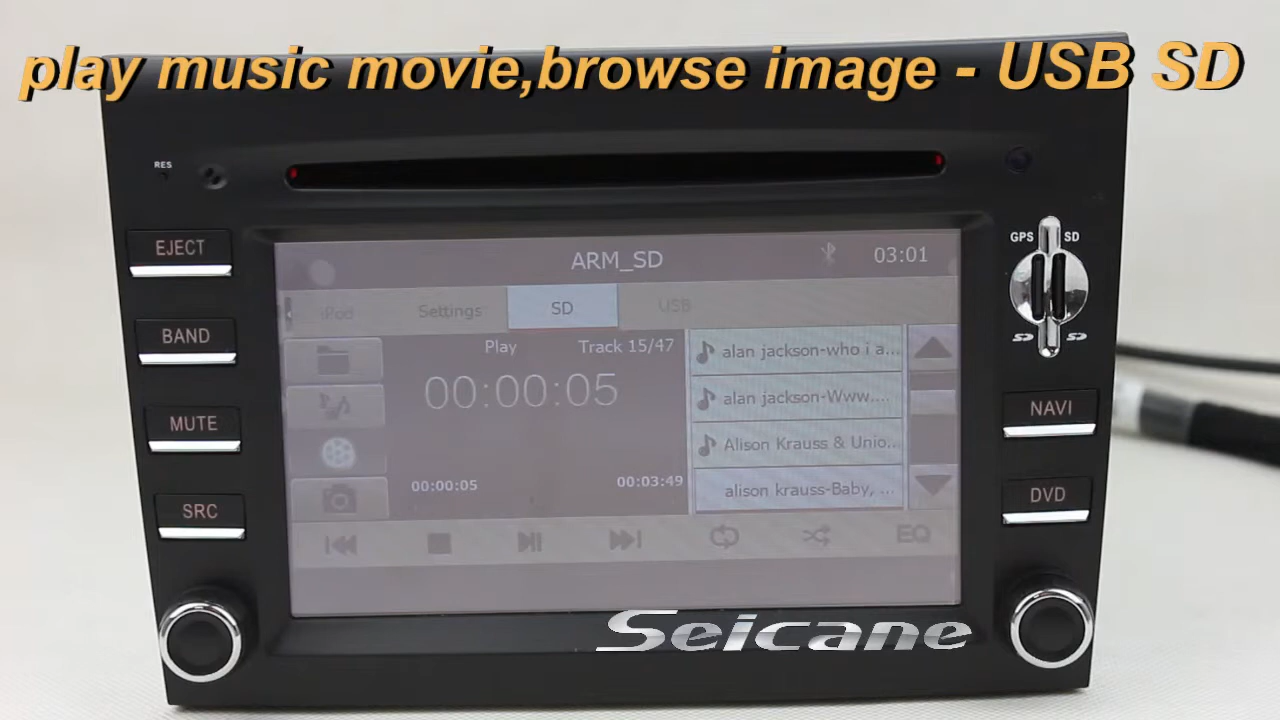 play music movie,browse image - USB SD
RES
EJECT
BAND
MUTE
SRC
GPS SD
NAVI
DVD
ARM_SD
03:01
iPod
Settings
SD
USB
Play
Track 15/47
00:00:05
00:00:05
00:03:49
alan jackson-who i a...
alan jackson-Www....
Alison Krauss & Unio..
alison krauss-Baby, ...
EQ
Seicane